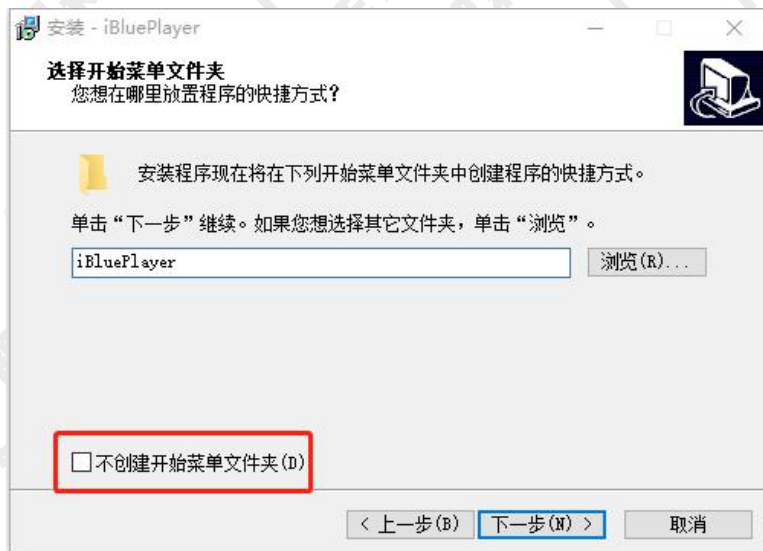 安装 - iBluePlayer
选择开始菜单文件夹
您想在哪里放置程序的快捷方式?
安装程序现在将在下列开始菜单文件夹中创建程序的快捷方式。
单击“下一步”继续。如果您想选择其它文件夹，单击“浏览”。
iBluePlayer
浏览(R)...
不创建开始菜单文件夹(D)
< 上一步(B)
下一步(N) >
取消